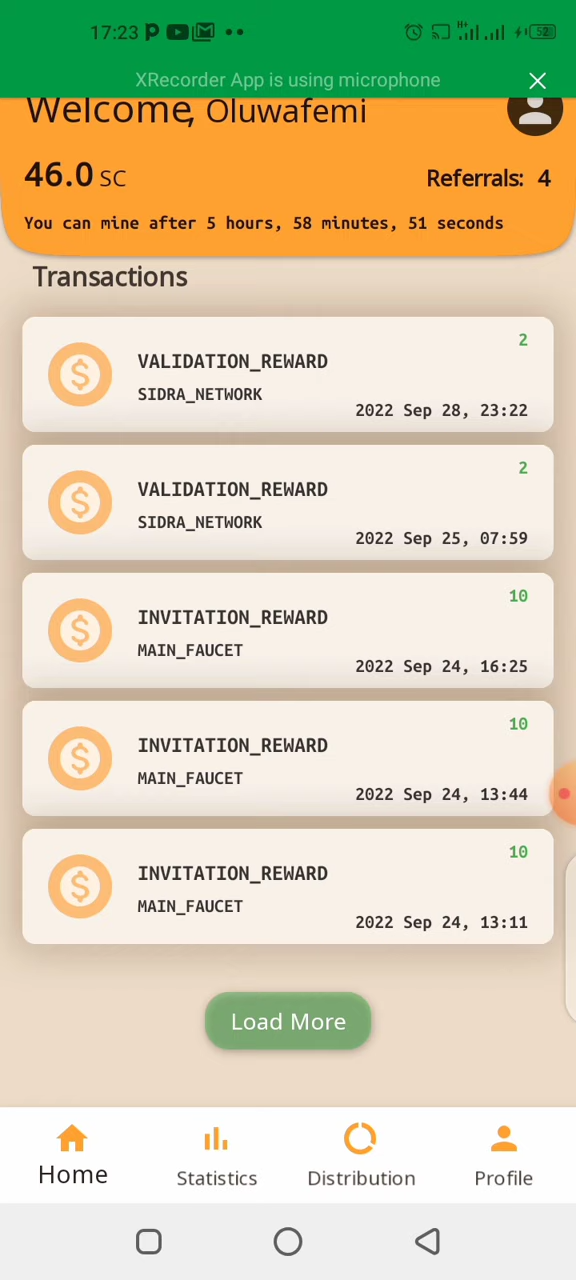 17:23
H+
52
XRecorder App is using microphone
Welcome, Oluwafemi
46.0 SC
Referrals: 4
You can mine after 5 hours, 58 minutes, 51 seconds
Transactions
2
VALIDATION_REWARD
SIDRA_NETWORK
2022 Sep 28, 23:22
2
VALIDATION_REWARD
SIDRA_NETWORK
2022 Sep 25, 07:59
10
INVITATION_REWARD
MAIN_FAUCET
2022 Sep 24, 16:25
10
INVITATION_REWARD
MAIN_FAUCET
2022 Sep 24, 13:44
10
INVITATION_REWARD
MAIN_FAUCET
2022 Sep 24, 13:11
Load More
Home
Statistics
Distribution
Profile